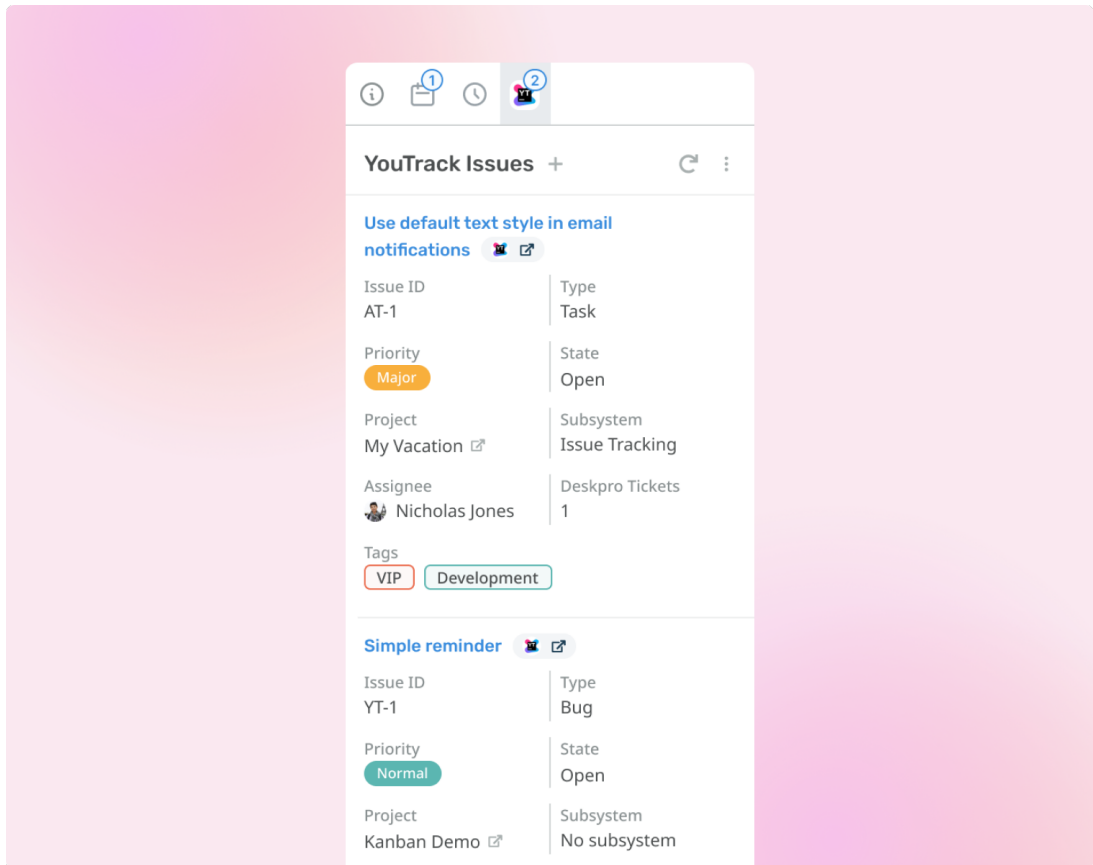 1
2
YT
YouTrack Issues
Use default text style in email
notifications
Issue ID
Type
AT-1
Task
Priority
State
Major
Open
Project
Subsystem
My Vacation
Issue Tracking
Assignee
Deskpro Tickets
Nicholas Jones
1
Tags
VIP
Development
Simple reminder
Issue ID
Type
YT-1
Bug
Priority
State
Normal
Open
Project
Subsystem
Kanban Demo
No subsystem